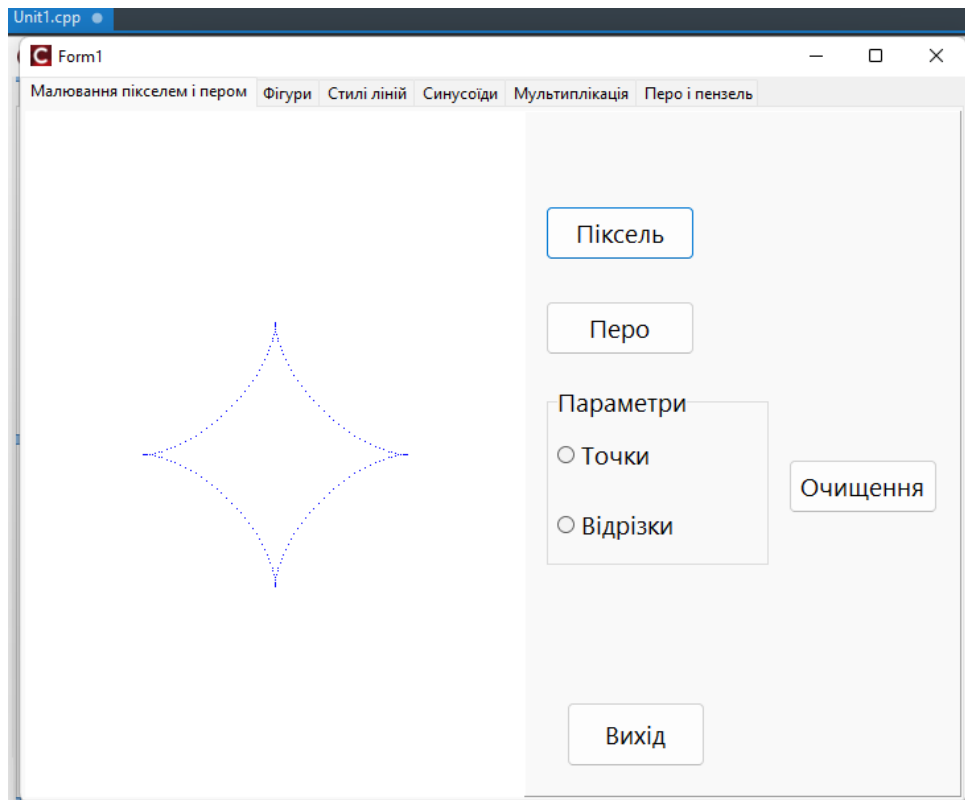 Unit1.cpp
Form1
Малювання пікселем і пером Фігури Стилі ліній Синусоїди Мультиплікація Перо і пензель
Піксель
Перо
Параметри
Точки
Відрізки
Очищення
Вихід